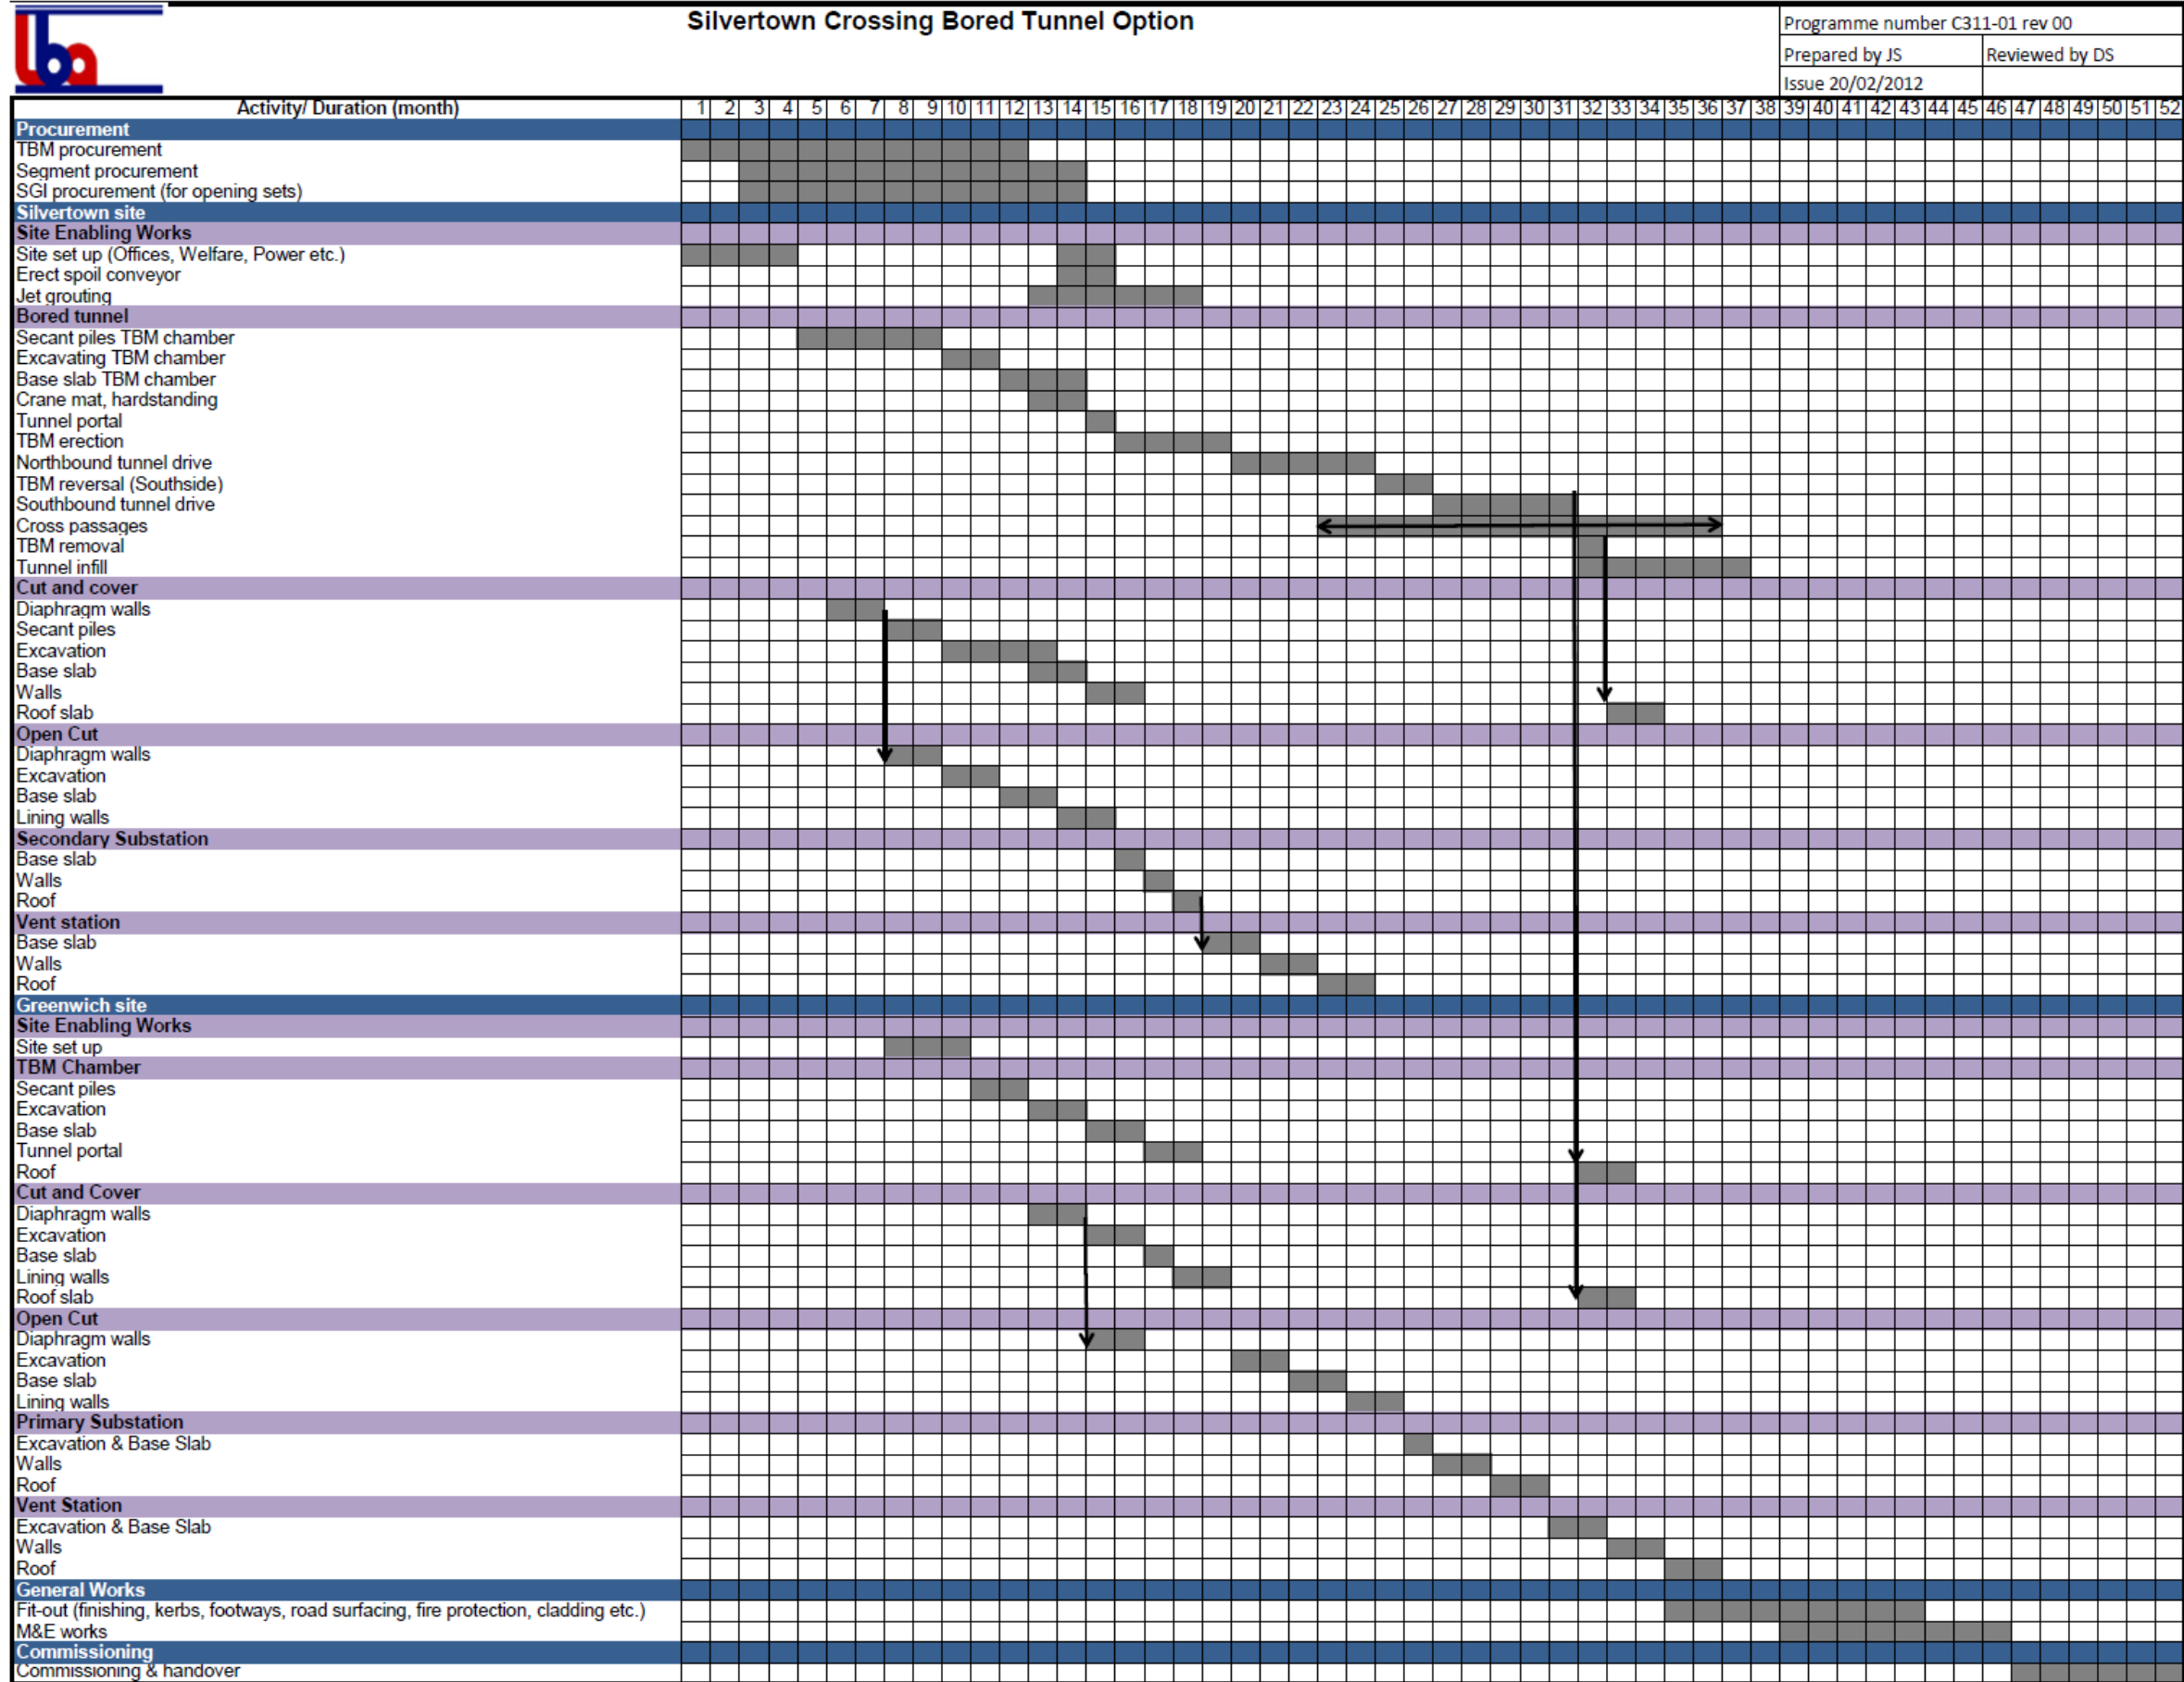 lba
Silvertown Crossing Bored Tunnel Option
Programme number C311-01 rev 00
Prepared by JS Reviewed by DS
Issue 20/02/2012
Activity/ Duration (month) 1 2 3 4 5 6 7 8 9 10 11 12 13 14 15 16 17 18 19 20 21 22 23 24 25 26 27 28 29 30 31 32 33 34 35 36 37 38 39 40 41 42 43 44 45 46 47 48 49 50 51 52
Procurement
TBM procurement
Segment procurement
SGI procurement (for opening sets)
Silvertown site
Site Enabling Works
Site set up (Offices, Welfare, Power etc.)
Erect spoil conveyor
Jet grouting
Bored tunnel
Secant piles TBM chamber
Excavating TBM chamber
Base slab TBM chamber
Crane mat, hardstanding
Tunnel portal
TBM erection
Northbound tunnel drive
TBM reversal (Southside)
Southbound tunnel drive
Cross passages
TBM removal
Tunnel infill
Cut and cover
Diaphragm walls
Secant piles
Excavation
Base slab
Walls
Roof slab
Open Cut
Diaphragm walls
Excavation
Base slab
Lining walls
Secondary Substation
Base slab
Walls
Roof
Vent station
Base slab
Walls
Roof
Greenwich site
Site Enabling Works
Site set up
TBM Chamber
Secant piles
Excavation
Base slab
Tunnel portal
Roof
Cut and Cover
Diaphragm walls
Excavation
Base slab
Lining walls
Roof slab
Open Cut
Diaphragm walls
Excavation
Base slab
Lining walls
Primary Substation
Excavation & Base Slab
Walls
Roof
Vent Station
Excavation & Base Slab
Walls
Roof
General Works
Fit-out (finishing, kerbs, footways, road surfacing, fire protection, cladding etc.)
M&E works
Commissioning
Commissioning & handover